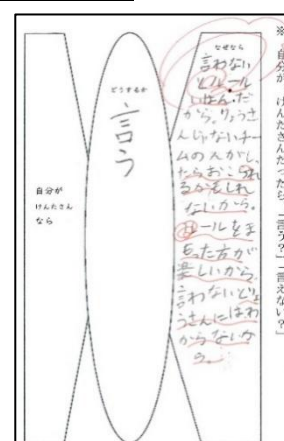 ※「自分が けんたさんだったら「言う？」「言えない？」
なぜなら
言わない
とルール
いはんだ
から。りょうさ
んじゃないチー
ムの人がし
たらおこられ
るかもしれ
ないから。
ルールをま
もった方が
楽しいから。
言わないとりょ
うさんにはわ
からないか
ら。
どうするか
言う
自分が
けんたさん
なら